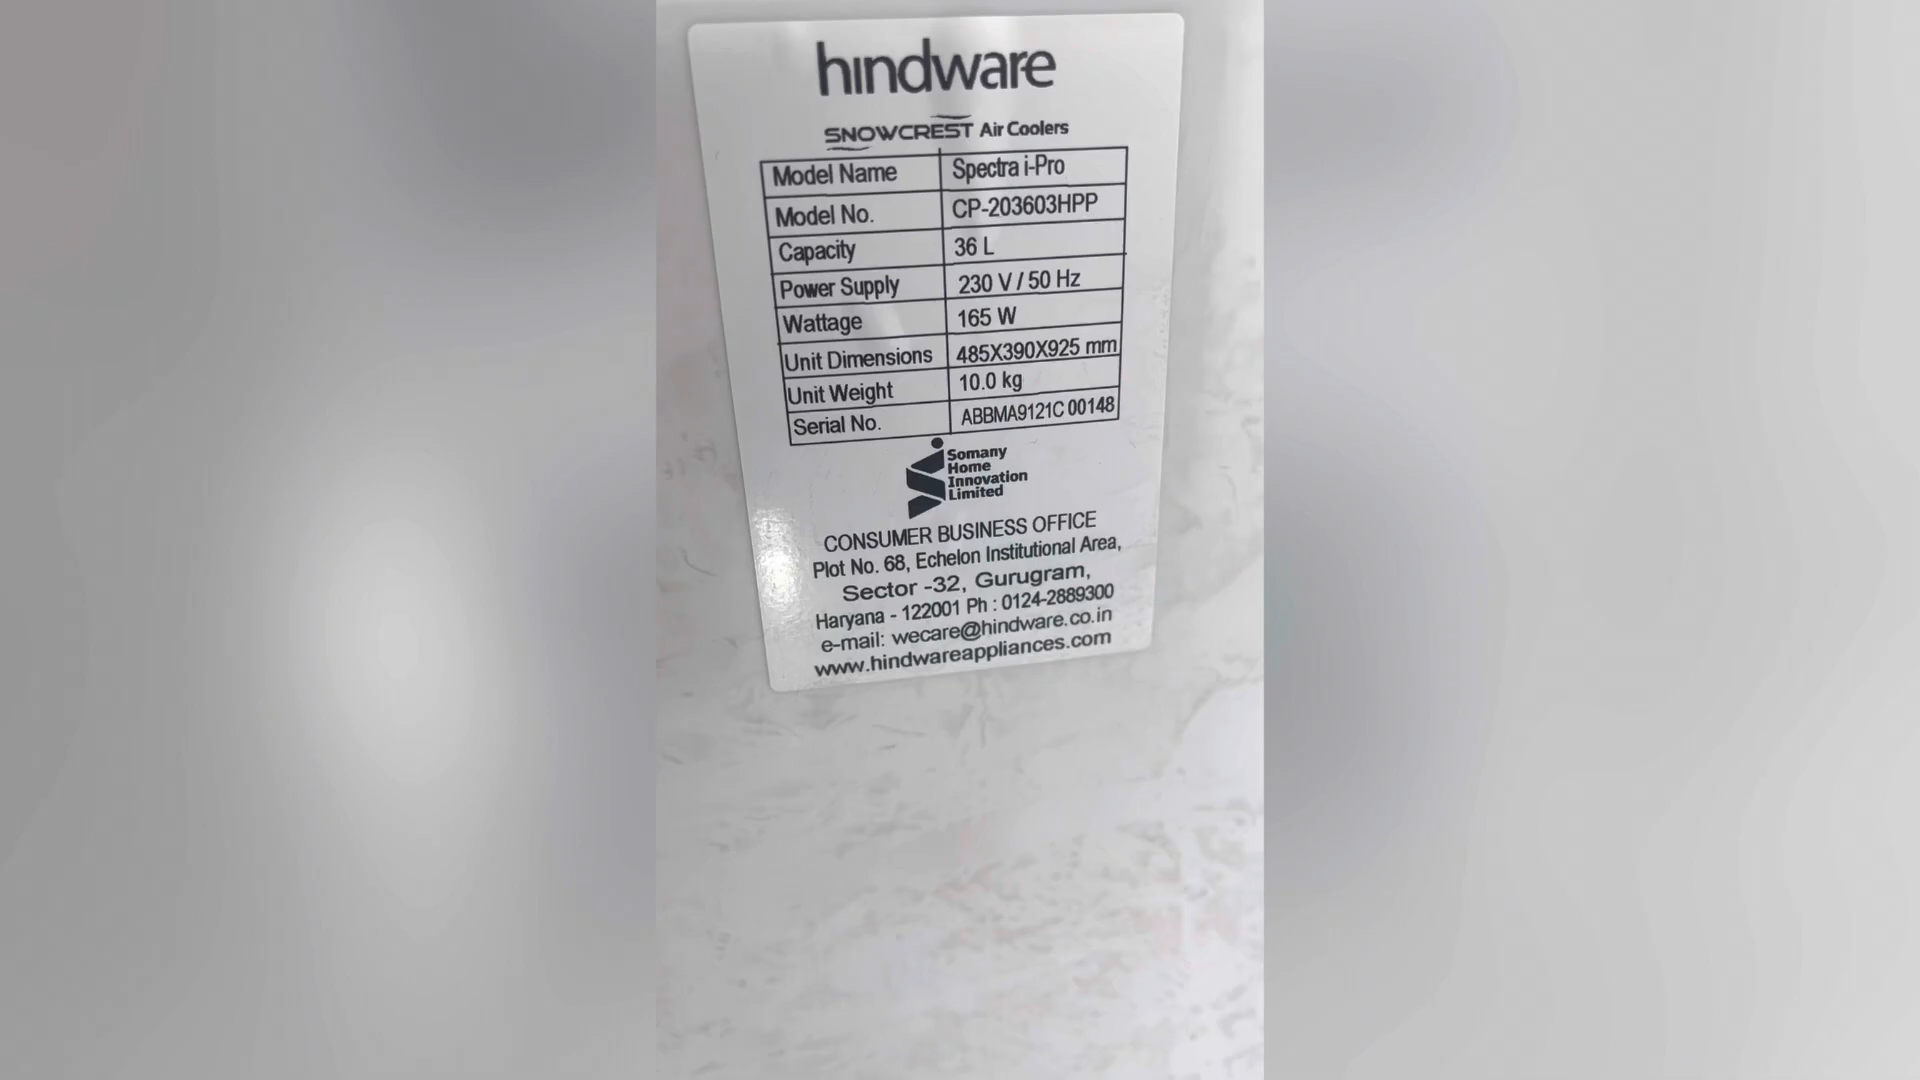 hindware
SNOWCREST Air Coolers
Model Name Spectra i-Pro
Model No. CP-203603HPP
Capacity 36 L
Power Supply 230 V / 50 Hz
Wattage 165 W
Unit Dimensions 485X390X925 mm
Unit Weight 10.0 kg
Serial No. ABBMA9121C 00148
Somany
Home
Innovation
Limited
CONSUMER BUSINESS OFFICE
Plot No. 68, Echelon Institutional Area,
Sector -32, Gurugram,
Haryana - 122001 Ph : 0124-2889300
e-mail: wecare@hindware.co.in
www.hindwareappliances.com